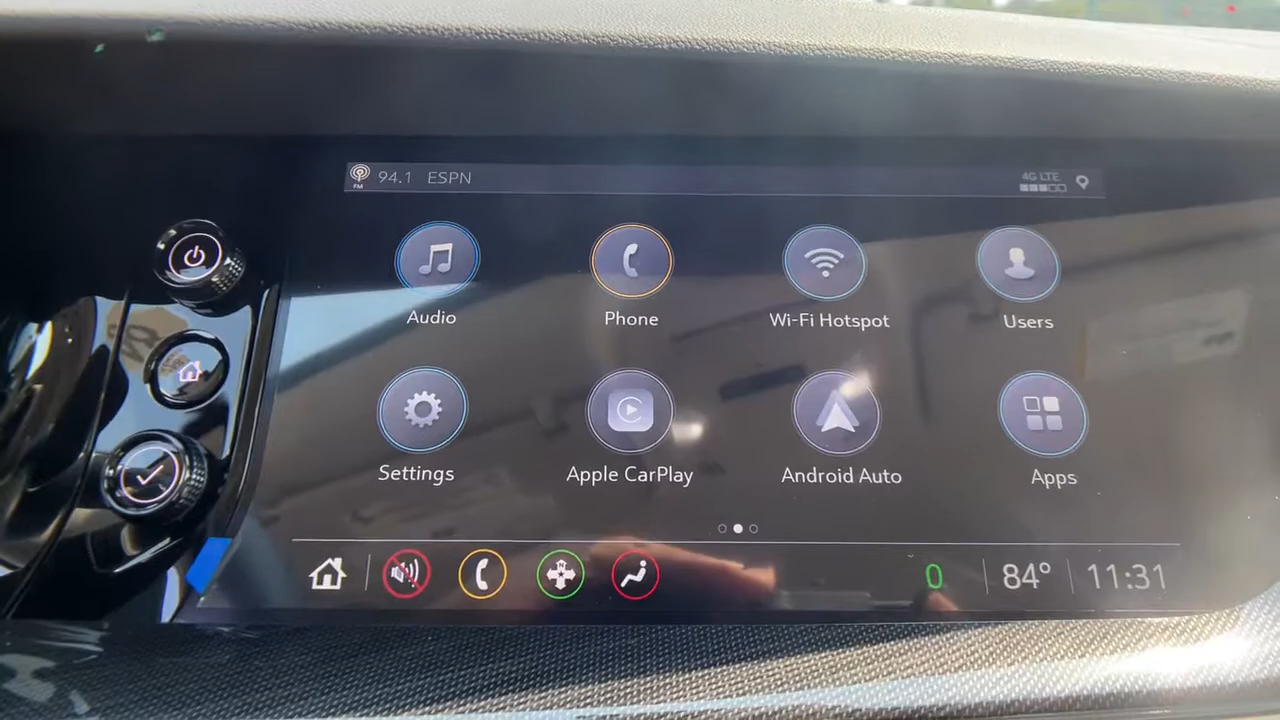 94.1 ESPN
4G LTE
FM
Audio
Phone
Wi-Fi Hotspot
Users
Settings
Apple CarPlay
Android Auto
Apps
0
84°
11:31